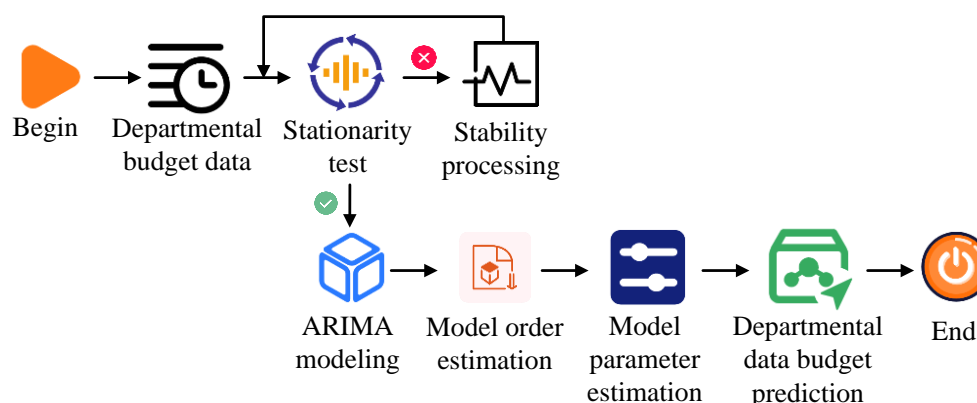 Begin
Departmental
budget data
Stationarity
test
Stability
processing
ARIMA
modeling
Model order
estimation
Model
parameter
estimation
Departmental
data budget
prediction
End